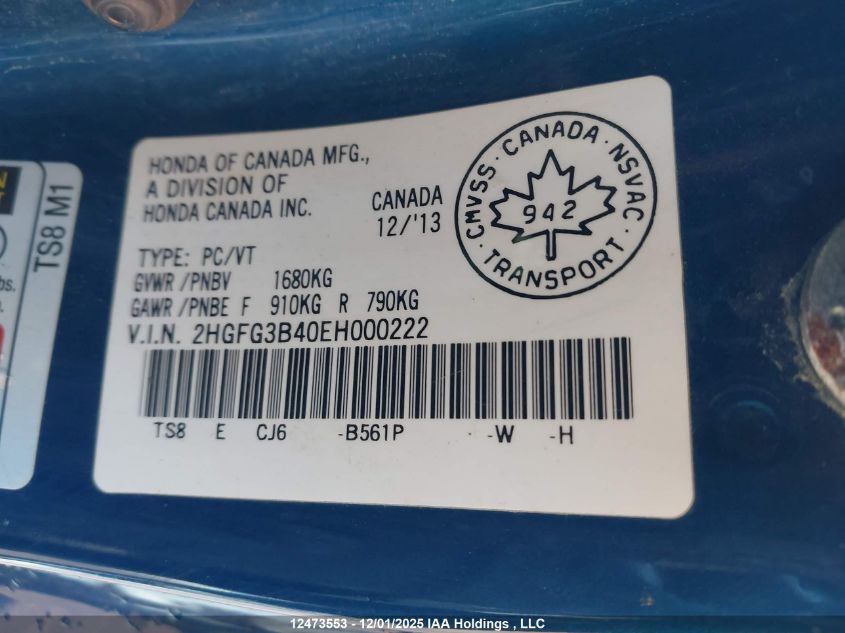 HONDA OF CANADA MFG.,
A DIVISION OF
HONDA CANADA INC.
CANADA
12/'13
CMVSS · CANADA · NSVAC · TRANSPORT ·
942
TYPE: PC/VT
GVWR /PNBV 1680KG
GAWR /PNBE F 910KG R 790KG
V.I.N. 2HGFG3B40EH000222
TS8 E CJ6 -B561P -W -H
TS8 M1
12473553 - 12/01/2025 IAA Holdings , LLC